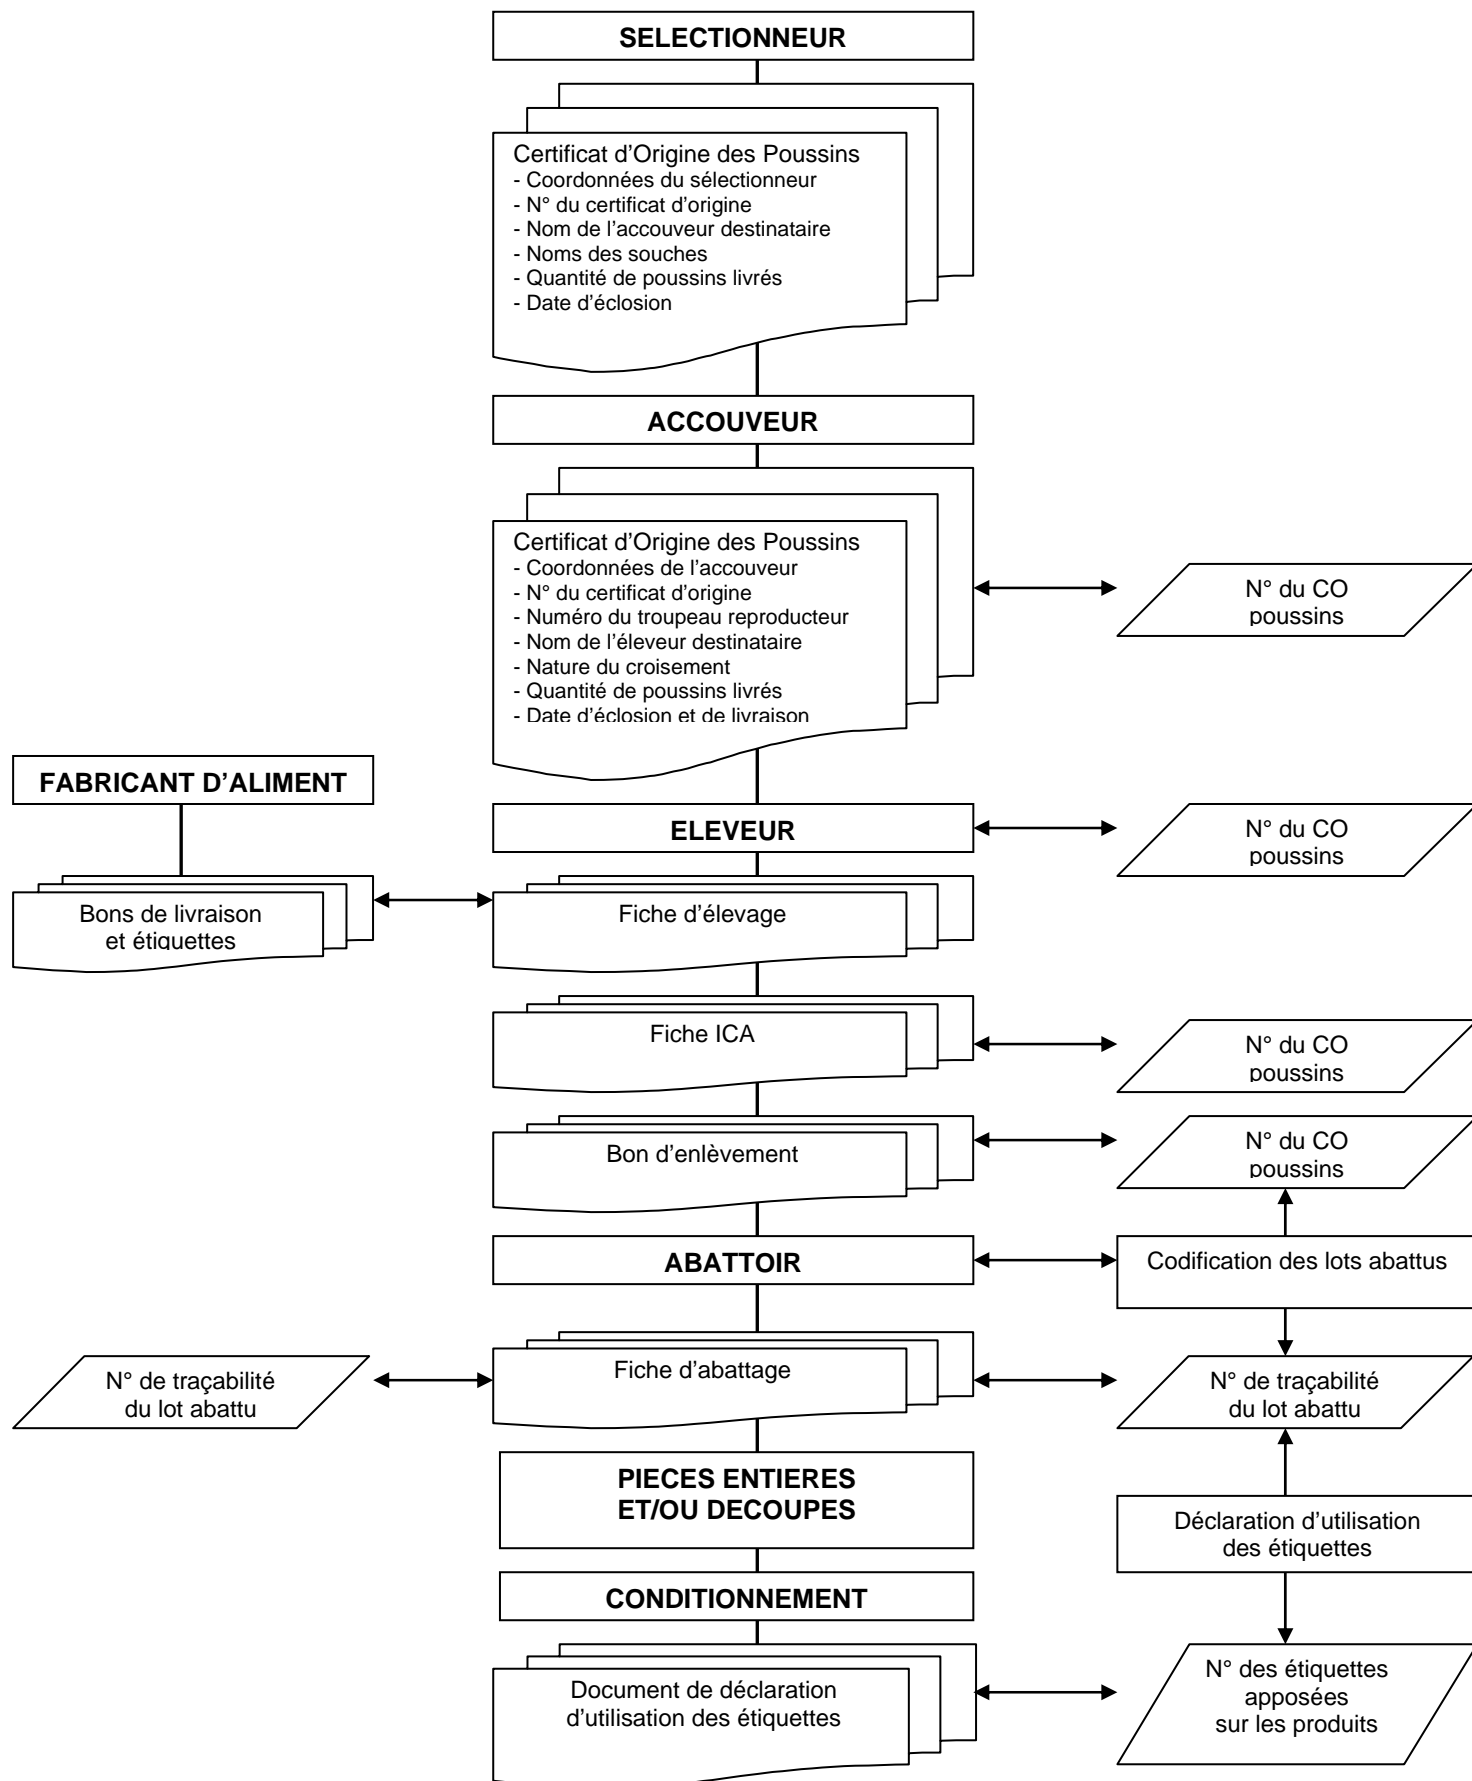 SELECTIONNEUR
Certificat d’Origine des Poussins
- Coordonnées du sélectionneur
- N° du certificat d’origine
- Nom de l’accouveur destinataire
- Noms des souches
- Quantité de poussins livrés
- Date d’éclosion
ACCOUVEUR
Certificat d’Origine des Poussins
- Coordonnées de l’accouveur
- N° du certificat d’origine
- Numéro du troupeau reproducteur
- Nom de l’éleveur destinataire
- Nature du croisement
- Quantité de poussins livrés
- Date d’éclosion et de livraison
N° du CO
poussins
FABRICANT D’ALIMENT
ELEVEUR
N° du CO
poussins
Bons de livraison
et étiquettes
Fiche d’élevage
Fiche ICA
N° du CO
poussins
Bon d’enlèvement
N° du CO
poussins
ABATTOIR
Codification des lots abattus
N° de traçabilité
du lot abattu
Fiche d’abattage
N° de traçabilité
du lot abattu
PIECES ENTIERES
ET/OU DECOUPES
Déclaration d’utilisation
des étiquettes
CONDITIONNEMENT
Document de déclaration
d’utilisation des étiquettes
N° des étiquettes
apposées
sur les produits